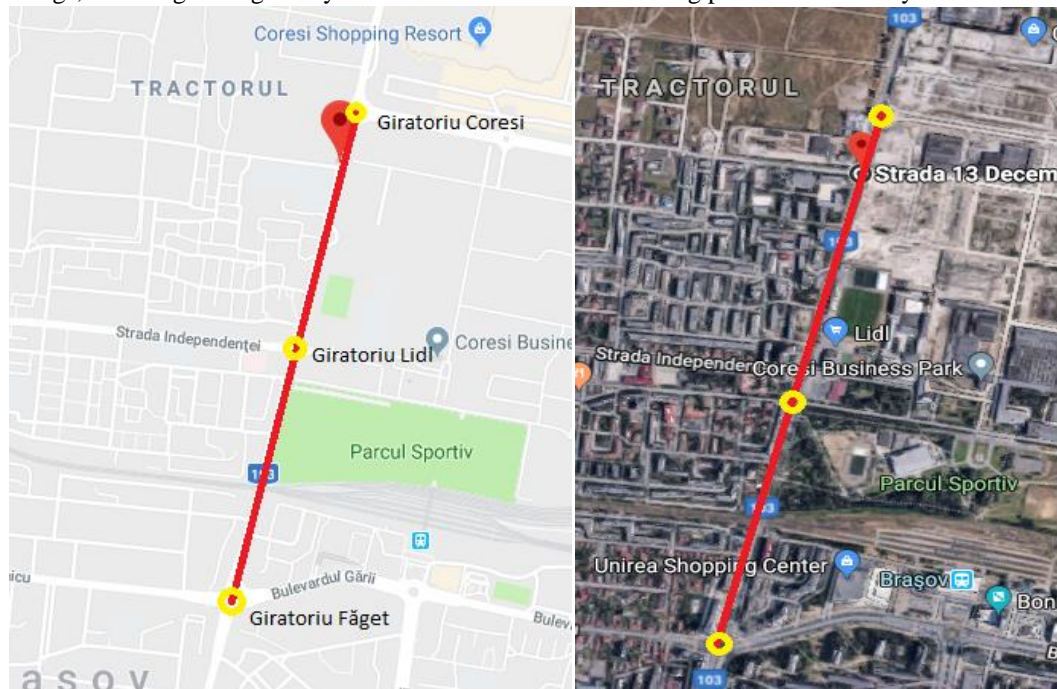 Coresi Shopping Resort
TRACTORUL
Giratoriu Coresi
Strada Independenței
Giratoriu Lidl
Coresi Busine
Parcul Sportiv
103
Bulevardul Gării
nicu
Giratoriu Făget
Bulev
asov
103
TRACTORUL
Strada 13 Decem
103
Lidl
Strada Independen
Coresi Business Park
Parcul Sportiv
103
Unirea Shopping Center
Brașov
Bon
B
103